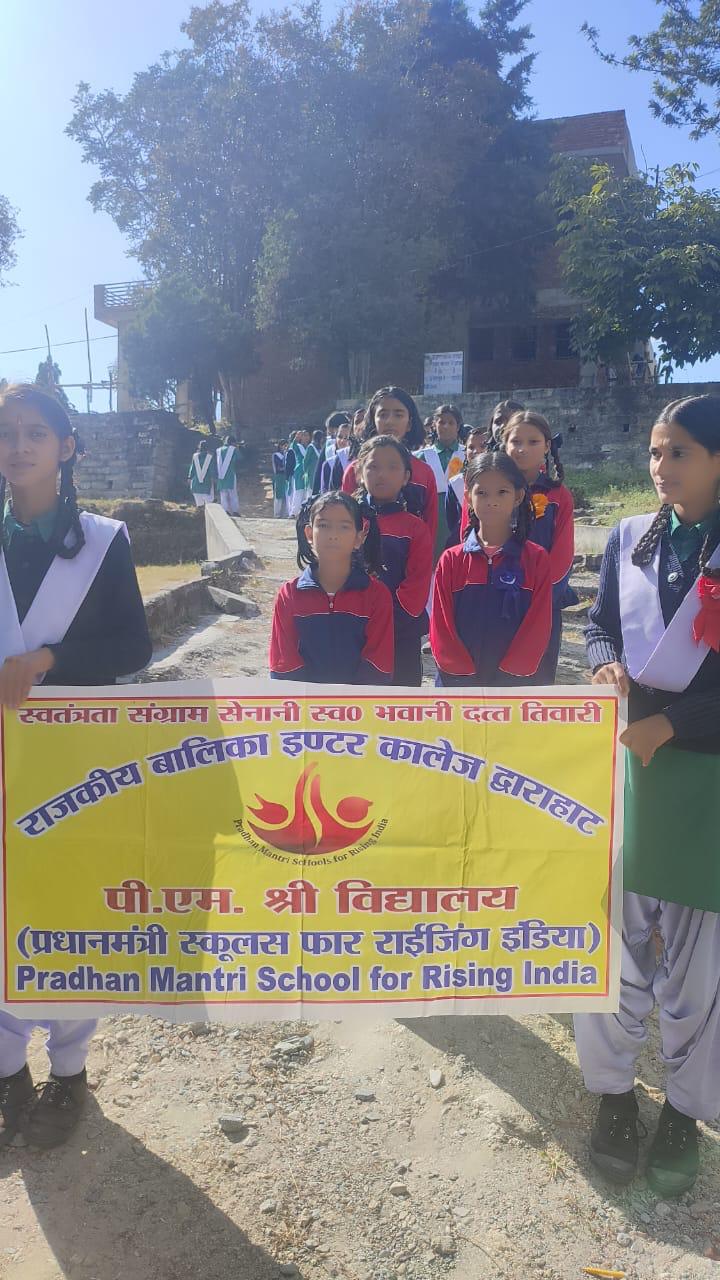 स्वतंत्रता संग्राम सेनानी स्व0 भवानी दत्त तिवारी
राजकीय बालिका इण्टर कालेज द्वाराहाट
Pradhan Mantri Schools for Rising India
पी.एम. श्री विद्यालय
(प्रधानमंत्री स्कूलस फार राईजिंग इंडिया)
Pradhan Mantri School for Rising India